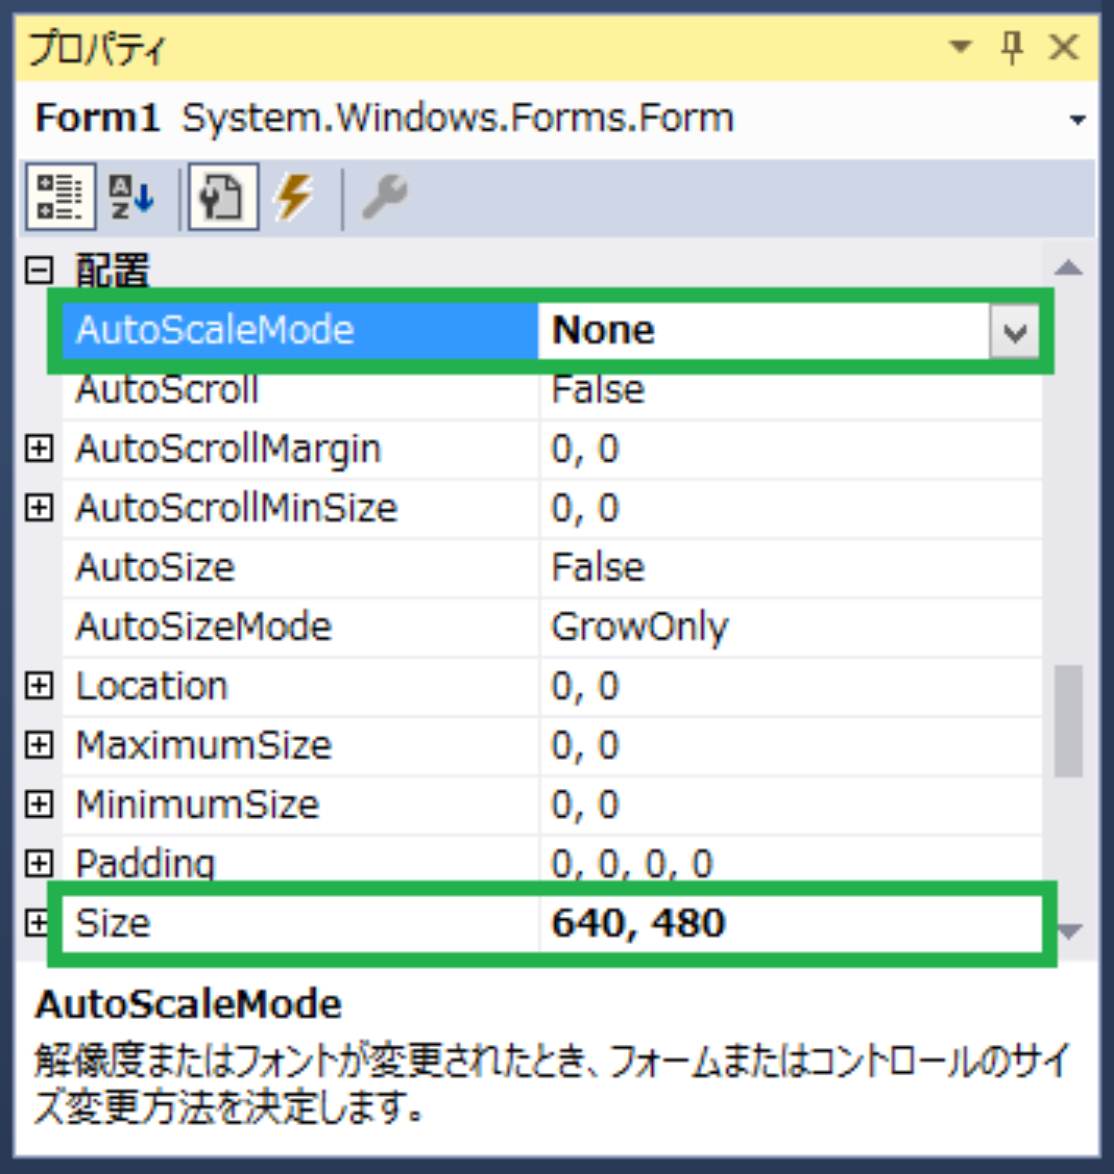 プロパティ
Form1 System.Windows.Forms.Form
配置
AutoScaleMode None
AutoScroll False
AutoScrollMargin 0, 0
AutoScrollMinSize 0, 0
AutoSize False
AutoSizeMode GrowOnly
Location 0, 0
MaximumSize 0, 0
MinimumSize 0, 0
Padding 0, 0, 0, 0
Size 640, 480
AutoScaleMode
解像度またはフォントが変更されたとき、フォームまたはコントロールのサイ
ズ変更方法を決定します。